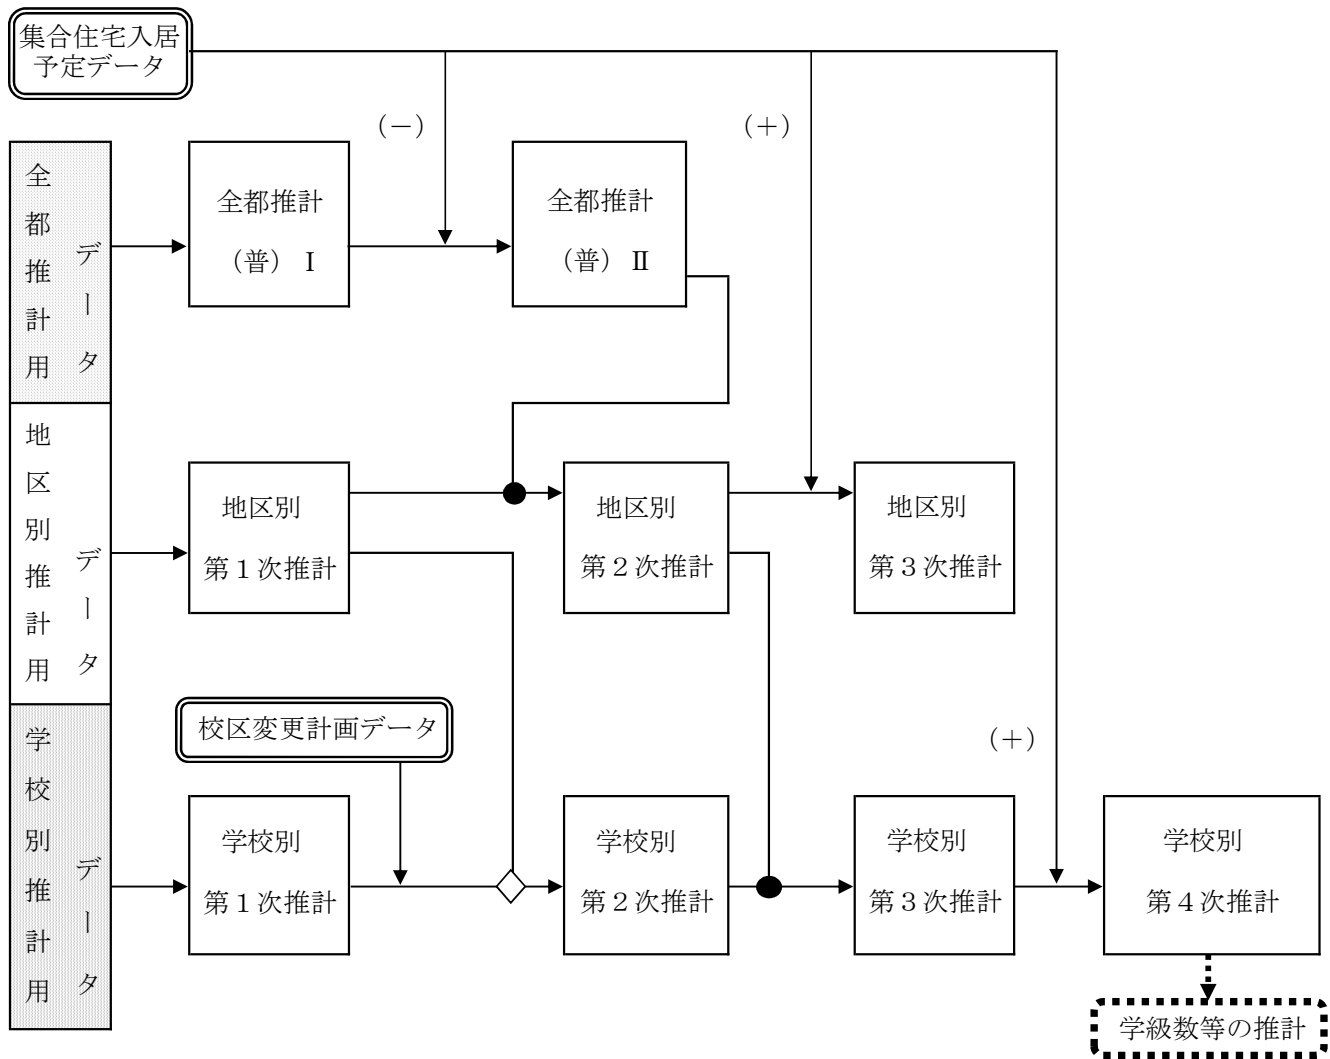 集合住宅入居
予定データ
(－)
(＋)
全都推計用
データ
全都推計
(普) Ⅰ
全都推計
(普) Ⅱ
地区別推計用
データ
地区別
第１次推計
地区別
第２次推計
地区別
第３次推計
校区変更計画データ
(＋)
学校別推計用
データ
学校別
第１次推計
学校別
第２次推計
学校別
第３次推計
学校別
第４次推計
学級数等の推計